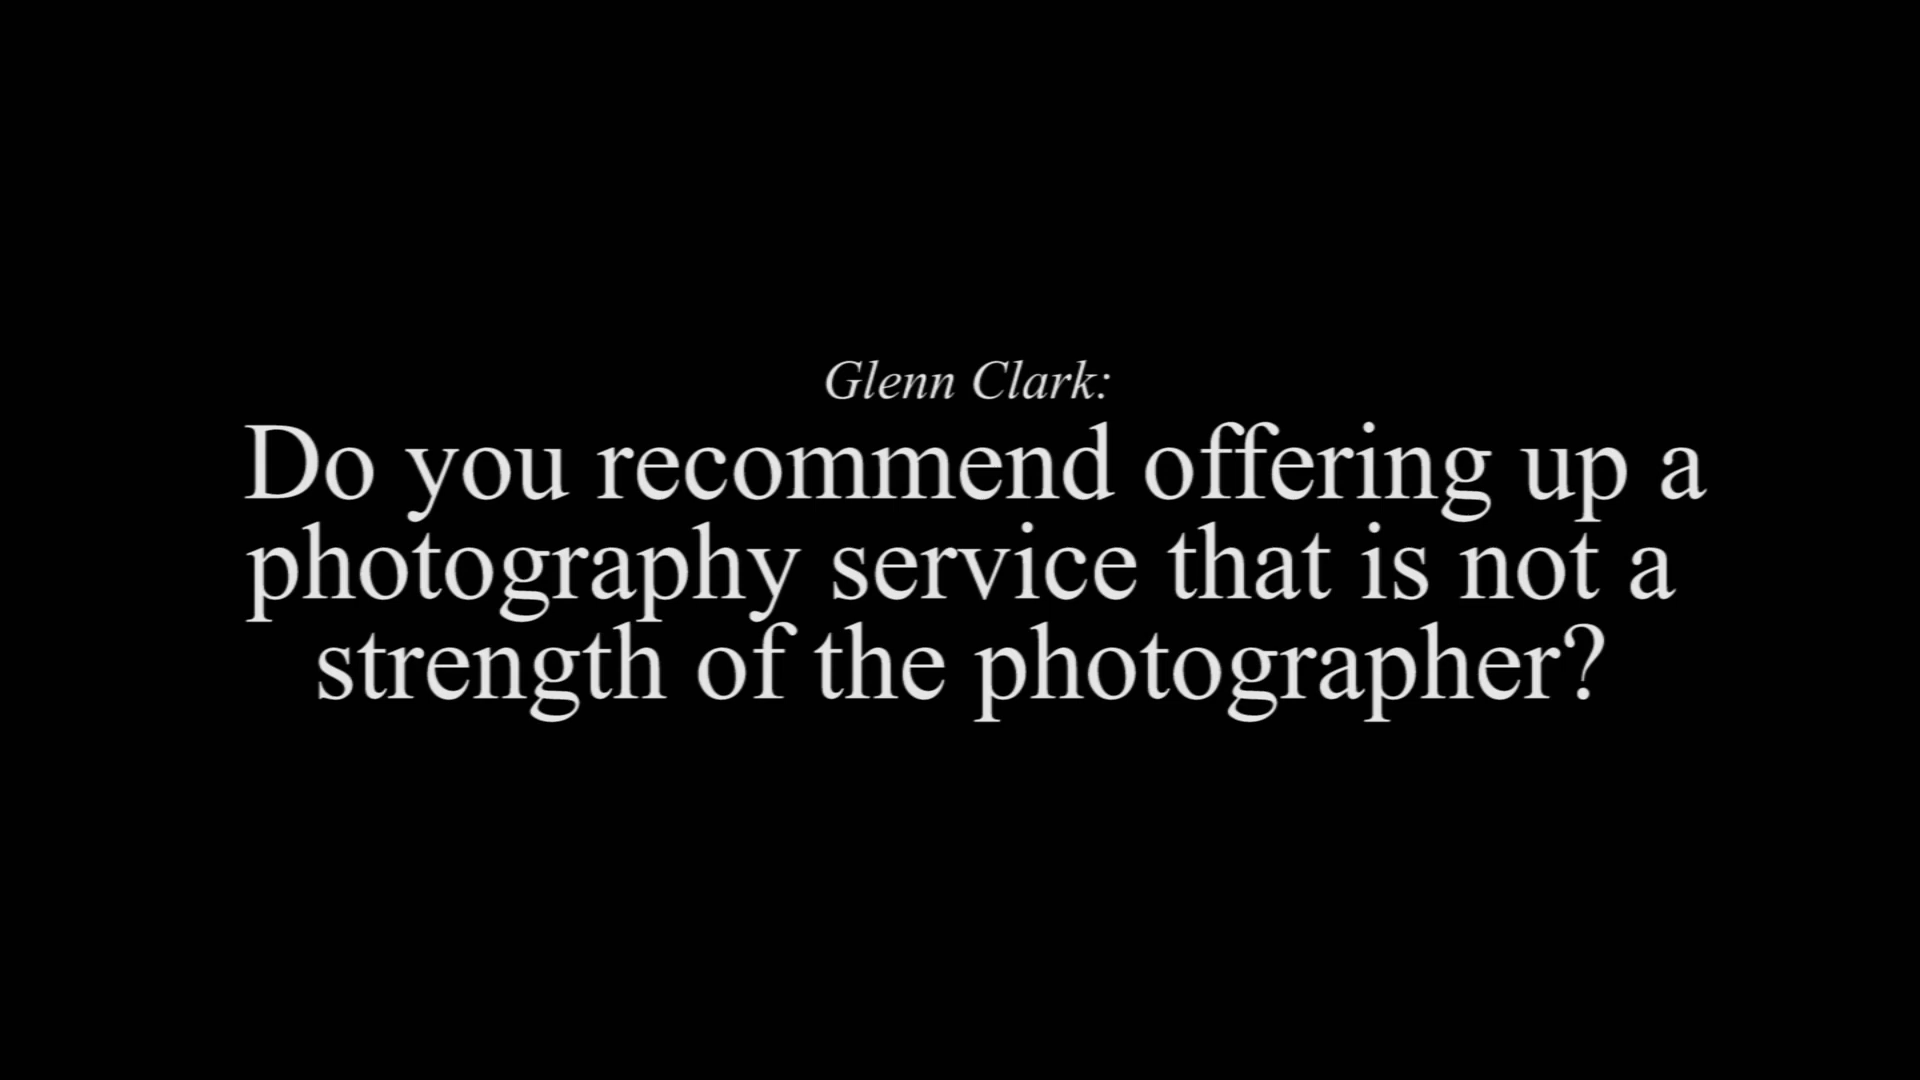 Glenn Clark:
Do you recommend offering up a
photography service that is not a
strength of the photographer?